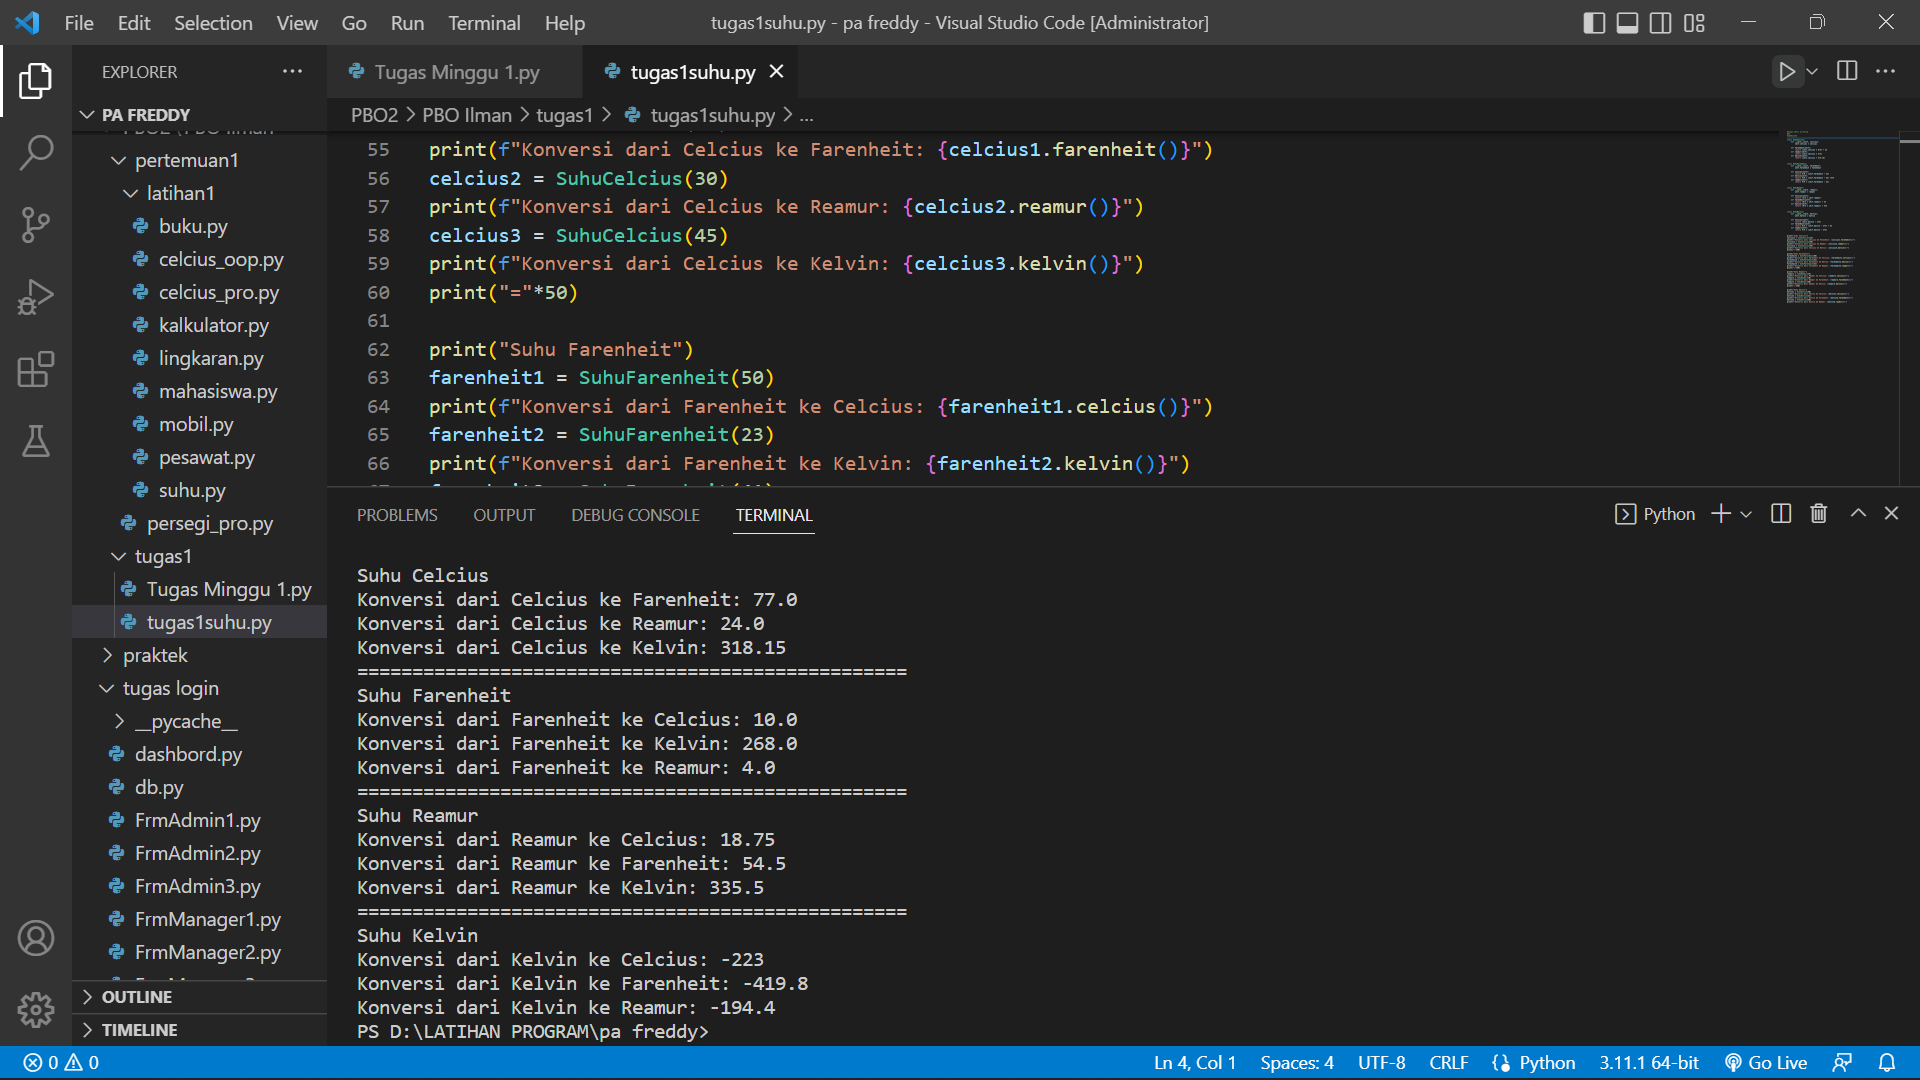 File Edit Selection View Go Run Terminal Help tugas1suhu.py - pa freddy - Visual Studio Code [Administrator]
EXPLORER
PA FREDDY
pertemuan1
latihan1
buku.py
celcius_oop.py
celcius_pro.py
kalkulator.py
lingkaran.py
mahasiswa.py
mobil.py
pesawat.py
suhu.py
persegi_pro.py
tugas1
Tugas Minggu 1.py
tugas1suhu.py
praktek
tugas login
__pycache__
dashbord.py
db.py
FrmAdmin1.py
FrmAdmin2.py
FrmAdmin3.py
FrmManager1.py
FrmManager2.py
OUTLINE
TIMELINE
Tugas Minggu 1.py tugas1suhu.py
PBO2 > PBO Ilman > tugas1 > tugas1suhu.py > ...
55 print(f"Konversi dari Celcius ke Farenheit: {celcius1.farenheit()}")
56 celcius2 = SuhuCelcius(30)
57 print(f"Konversi dari Celcius ke Reamur: {celcius2.reamur()}")
58 celcius3 = SuhuCelcius(45)
59 print(f"Konversi dari Celcius ke Kelvin: {celcius3.kelvin()}")
60 print("="*50)
61
62 print("Suhu Farenheit")
63 farenheit1 = SuhuFarenheit(50)
64 print(f"Konversi dari Farenheit ke Celcius: {farenheit1.celcius()}")
65 farenheit2 = SuhuFarenheit(23)
66 print(f"Konversi dari Farenheit ke Kelvin: {farenheit2.kelvin()}")
PROBLEMS OUTPUT DEBUG CONSOLE TERMINAL Python
Suhu Celcius
Konversi dari Celcius ke Farenheit: 77.0
Konversi dari Celcius ke Reamur: 24.0
Konversi dari Celcius ke Kelvin: 318.15
==================================================
Suhu Farenheit
Konversi dari Farenheit ke Celcius: 10.0
Konversi dari Farenheit ke Kelvin: 268.0
Konversi dari Farenheit ke Reamur: 4.0
==================================================
Suhu Reamur
Konversi dari Reamur ke Celcius: 18.75
Konversi dari Reamur ke Farenheit: 54.5
Konversi dari Reamur ke Kelvin: 335.5
==================================================
Suhu Kelvin
Konversi dari Kelvin ke Celcius: -223
Konversi dari Kelvin ke Farenheit: -419.8
Konversi dari Kelvin ke Reamur: -194.4
PS D:\LATIHAN PROGRAM\pa freddy>
0 0 Ln 4, Col 1 Spaces: 4 UTF-8 CRLF Python 3.11.1 64-bit Go Live